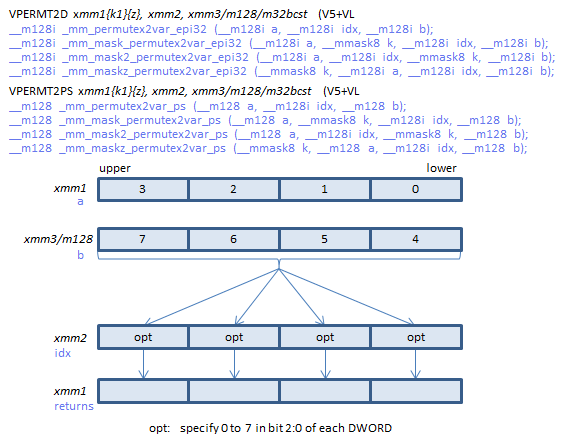 VPERMT2D xmm1{k1}{z}, xmm2, xmm3/m128/m32bcst (V5+VL
__m128i _mm_permutex2var_epi32 (__m128i a, __m128i idx, __m128i b);
__m128i _mm_mask_permutex2var_epi32 (__m128i a, __mmask8 k, __m128i idx, __m128i b);
__m128i _mm_mask2_permutex2var_epi32 (__m128i a, __m128i idx, __mmask8 k, __m128i b);
__m128i _mm_maskz_permutex2var_epi32 (__mmask8 k, __m128i a, __m128i idx, __m128i b);
VPERMT2PS xmm1{k1}{z}, xmm2, xmm3/m128/m32bcst (V5+VL
__m128 _mm_permutex2var_ps (__m128 a, __m128i idx, __m128 b);
__m128 _mm_mask_permutex2var_ps (__m128 a, __mmask8 k, __m128i idx, __m128 b);
__m128 _mm_mask2_permutex2var_ps (__m128 a, __m128i idx, __mmask8 k, __m128 b);
__m128 _mm_maskz_permutex2var_ps (__mmask8 k, __m128 a, __m128i idx, __m128 b);
upper lower
xmm1 3 2 1 0
a
xmm3/m128 7 6 5 4
b
xmm2 opt opt opt opt
idx
xmm1
returns
opt: specify 0 to 7 in bit 2:0 of each DWORD